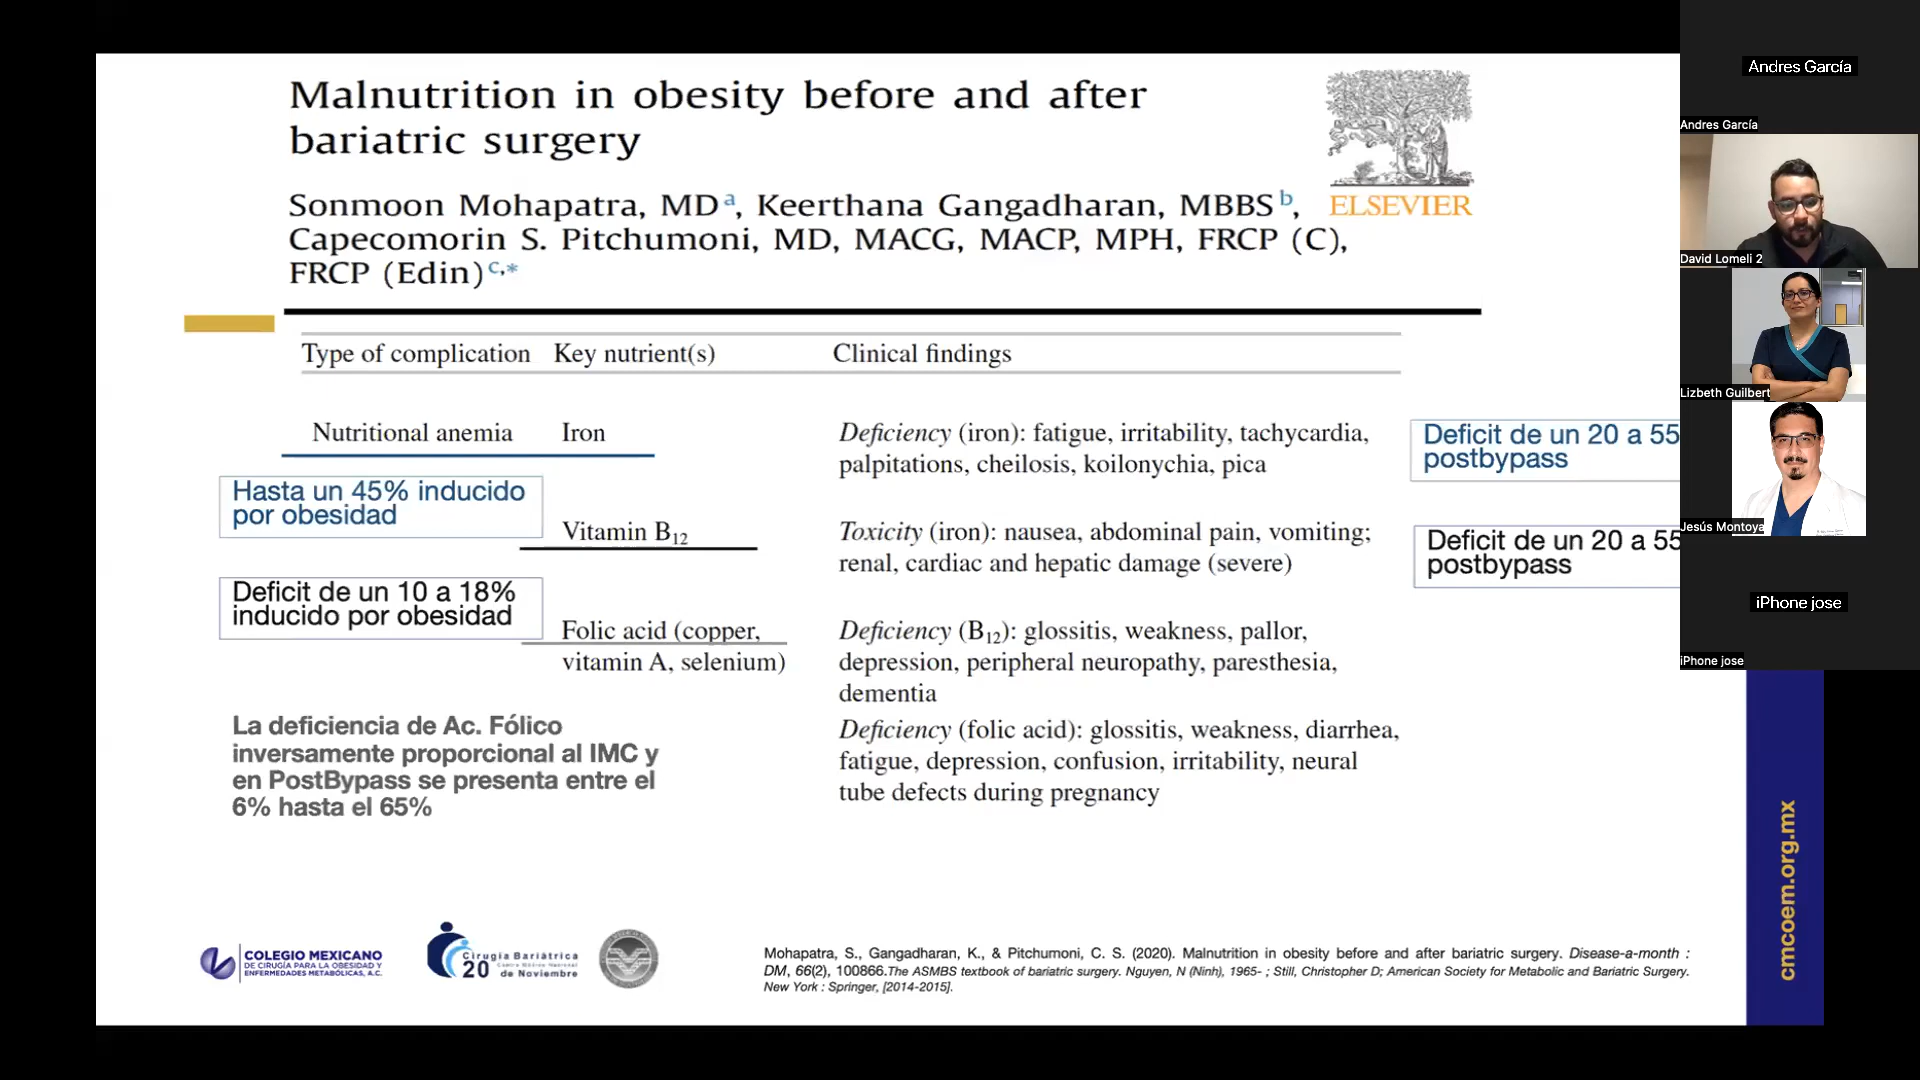 Malnutrition in obesity before and after
bariatric surgery
Sonmoon Mohapatra, MD a, Keerthana Gangadharan, MBBS b,
Capecomorin S. Pitchumoni, MD, MACG, MACP, MPH, FRCP (C),
FRCP (Edin) c,*
ELSEVIER
Type of complication Key nutrient(s) Clinical findings
Nutritional anemia Iron
Deficiency (iron): fatigue, irritability, tachycardia,
palpitations, cheilosis, koilonychia, pica
Deficit de un 20 a 55
postbypass
Hasta un 45% inducido
por obesidad
Vitamin B12
Toxicity (iron): nausea, abdominal pain, vomiting;
renal, cardiac and hepatic damage (severe)
Deficit de un 20 a 55
postbypass
Deficit de un 10 a 18%
inducido por obesidad
Folic acid (copper,
vitamin A, selenium)
Deficiency (B12): glossitis, weakness, pallor,
depression, peripheral neuropathy, paresthesia,
dementia
Deficiency (folic acid): glossitis, weakness, diarrhea,
fatigue, depression, confusion, irritability, neural
tube defects during pregnancy
La deficiencia de Ac. Fólico
inversamente proporcional al IMC y
en PostBypass se presenta entre el
6% hasta el 65%
COLEGIO MEXICANO
DE CIRUGÍA PARA LA OBESIDAD Y
ENFERMEDADES METABÓLICAS, A.C.
Cirugía Bariátrica
Centro Médico Nacional
20 de Noviembre
Mohapatra, S., Gangadharan, K., & Pitchumoni, C. S. (2020). Malnutrition in obesity before and after bariatric surgery. Disease-a-month :
DM, 66(2), 100866.The ASMBS textbook of bariatric surgery. Nguyen, N (Ninh), 1965- ; Still, Christopher D; American Society for Metabolic and Bariatric Surgery.
New York : Springer, [2014-2015].
cmcoem.org.mx
Andres García
Andres García
David Lomeli 2
Lizbeth Guilbert
Jesús Montoya
iPhone jose
iPhone jose